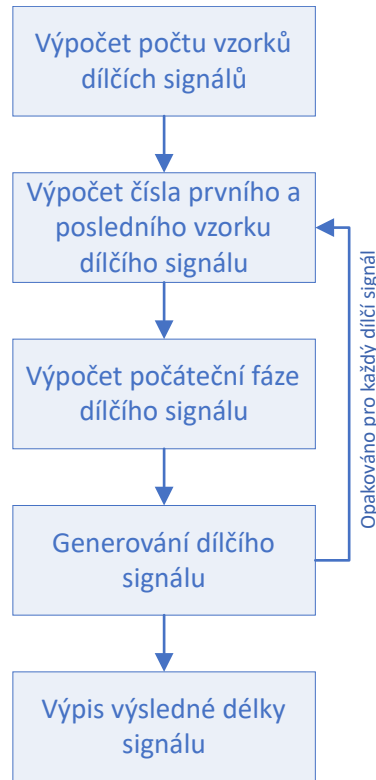 Výpočet počtu vzorků
dílčích signálů
Výpočet čísla prvního a
posledního vzorku
dílčího signálu
Výpočet počáteční fáze
dílčího signálu
Generování dílčího
signálu
Opakováno pro každý dílčí signál
Výpis výsledné délky
signálu